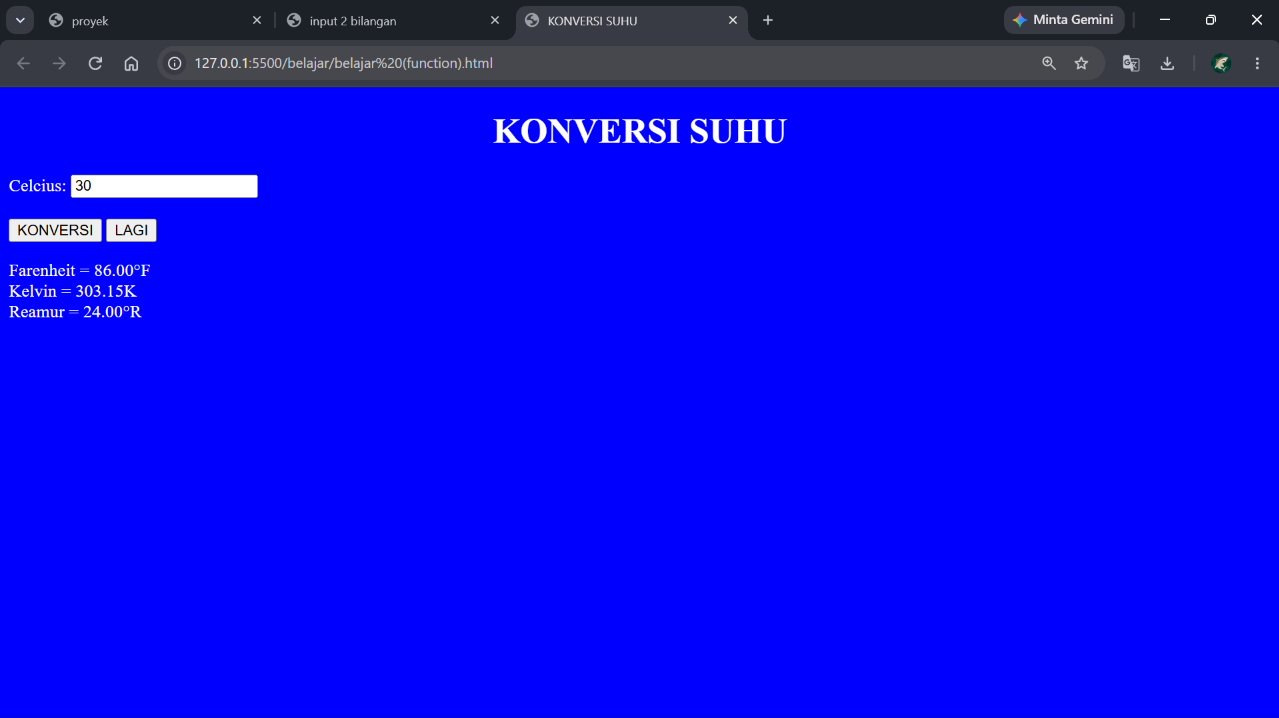 proyek
input 2 bilangan
KONVERSI SUHU
Minta Gemini
127.0.0.1:5500/belajar/belajar%20(function).html
KONVERSI SUHU
Celcius: 30
KONVERSI LAGI
Farenheit = 86.00°F
Kelvin = 303.15K
Reamur = 24.00°R